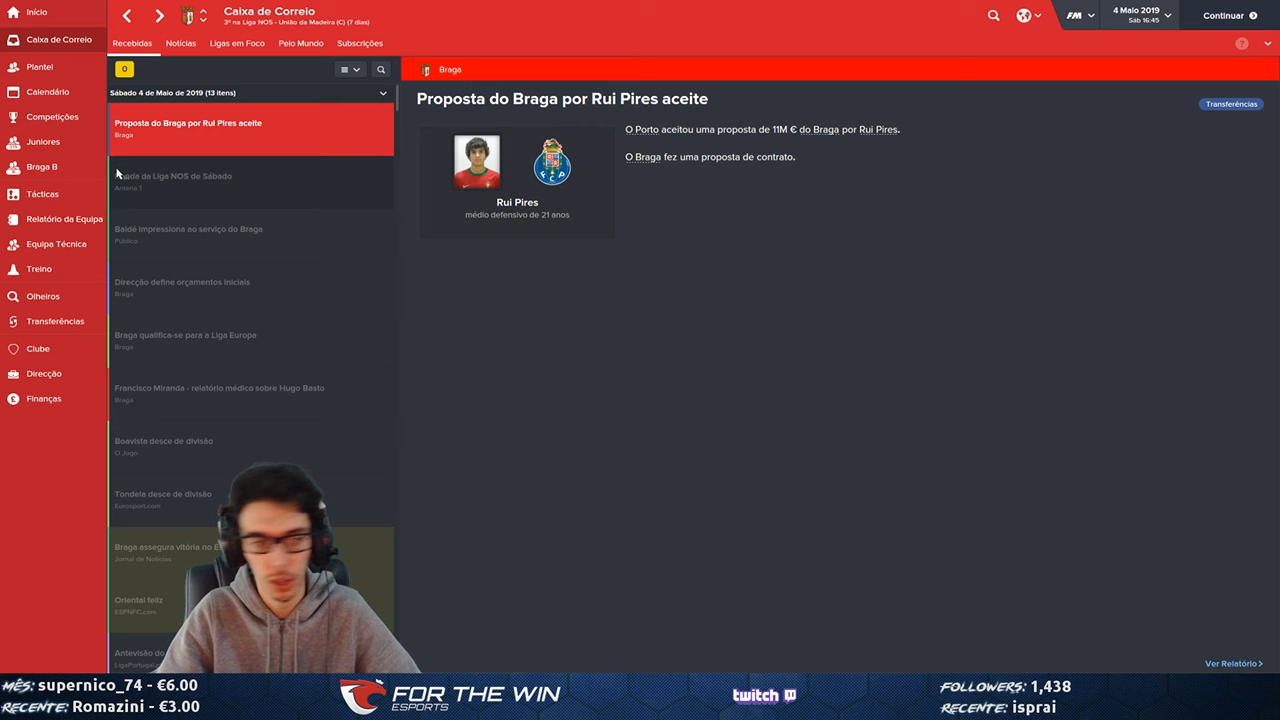 Início
Caixa de Correio
Plantel
Calendário
Competições
Juniores
Braga B
Tácticas
Relatório da Equipa
Equipa Técnica
Treino
Olheiros
Transferências
Clube
Direcção
Finanças
Caixa de Correio
3º na Liga NOS - União da Madeira (C) (7 dias)
FM
4 Maio 2019
Sáb 16:45
Continuar
Recebidas
Notícias
Ligas em Foco
Pelo Mundo
Subscrições
0
Sábado 4 de Maio de 2019 (13 itens)
Proposta do Braga por Rui Pires aceite
Braga
da Liga NOS de Sábado
Antena 1
Baldé impressiona ao serviço do Braga
Público
Direcção define orçamentos iniciais
Braga
Braga qualifica-se para a Liga Europa
Braga
Francisco Miranda - relatório médico sobre Hugo Basto
Braga
Boavista desce de divisão
O Jogo
Tondela desce de divisão
Eurosport.com
Braga assegura vitória no
Jornal de Notícias
Oriental feliz
ESPNFC.com
Antevisão do
Braga
Proposta do Braga por Rui Pires aceite
Transferências
FCP
Rui Pires
médio defensivo de 21 anos
O Porto aceitou uma proposta de 11M € do Braga por Rui Pires.
O Braga fez uma proposta de contrato.
Ver Relatório >
MÊS: supernico_74 - €6.00
RECENTE: Romazini - €3.00
FOR THE WIN
ESPORTS
twitch
FOLLOWERS: 1,438
RECENTE: isprai